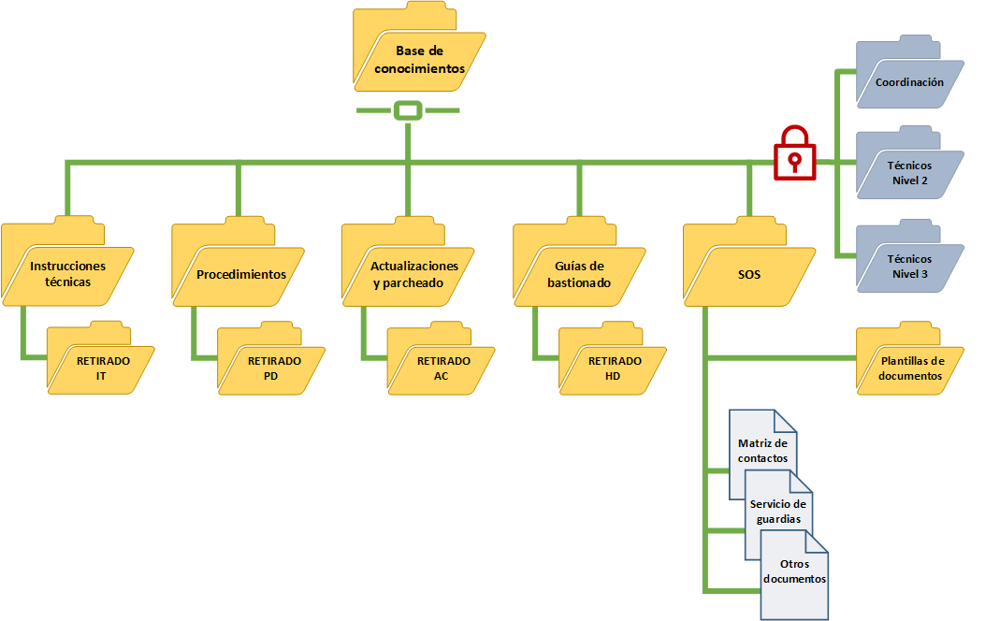 Base de
conocimientos
Coordinación
Técnicos
Nivel 2
Técnicos
Nivel 3
Instrucciones
técnicas
Procedimientos
Actualizaciones
y parcheado
Guías de
bastionado
SOS
RETIRADO
IT
RETIRADO
PD
RETIRADO
AC
RETIRADO
HD
Plantillas de
documentos
Matriz de
contactos
Servicio de
guardias
Otros
documentos